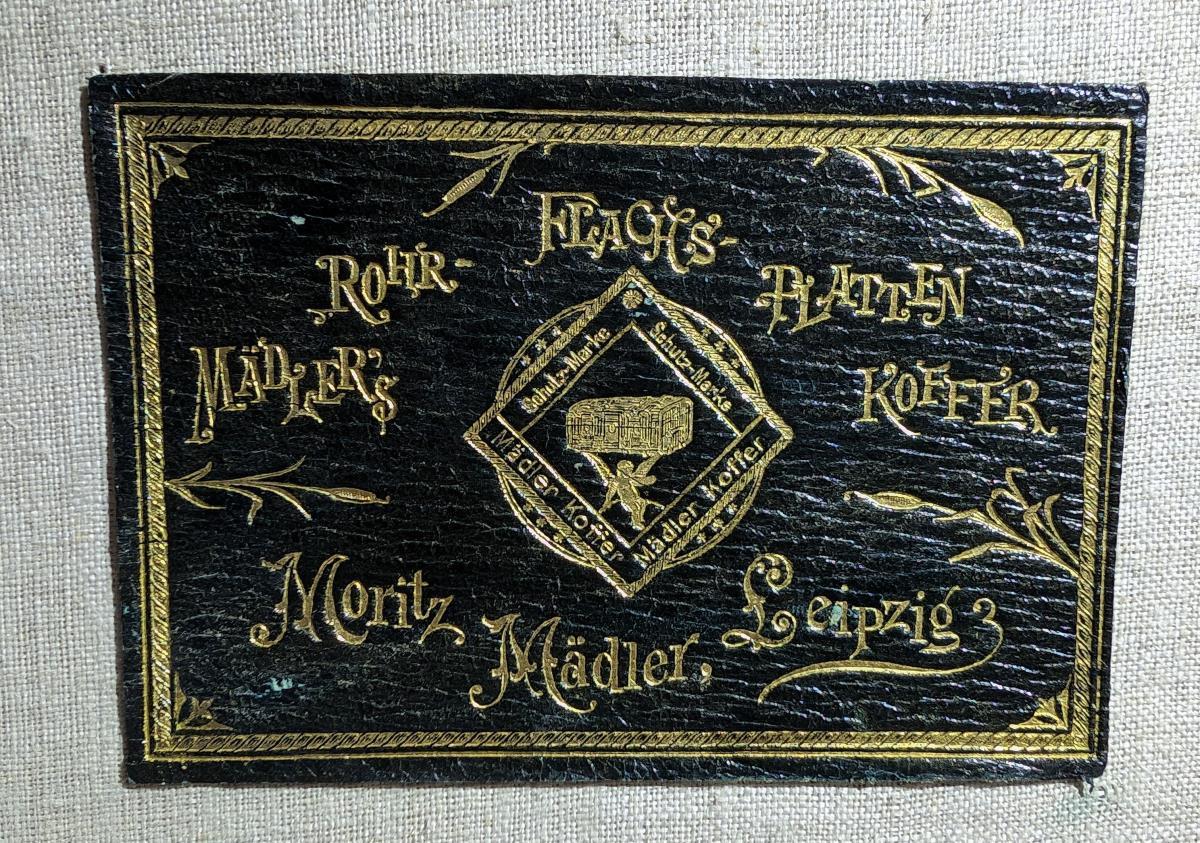 MÄDLER'S ROHR- FLACHS- PLATTEN KOFFER
Schutz-Marke Schutz-Marke
Mädler Koffer Mädler Koffer
Moritz Mädler, Leipzig